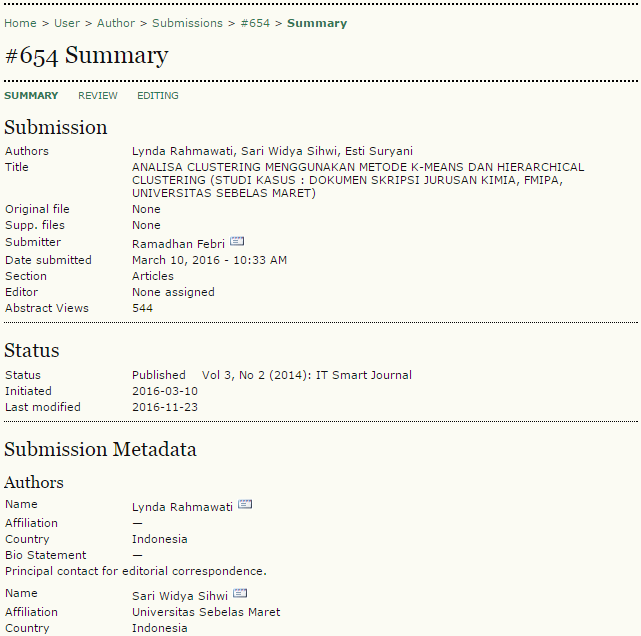 Home > User > Author > Submissions > #654 > Summary
#654 Summary
SUMMARY REVIEW EDITING
Submission
Authors Lynda Rahmawati, Sari Widya Sihwi, Esti Suryani
Title ANALISA CLUSTERING MENGGUNAKAN METODE K-MEANS DAN HIERARCHICAL
CLUSTERING (STUDI KASUS : DOKUMEN SKRIPSI JURUSAN KIMIA, FMIPA,
UNIVERSITAS SEBELAS MARET)
Original file None
Supp. files None
Submitter Ramadhan Febri
Date submitted March 10, 2016 - 10:33 AM
Section Articles
Editor None assigned
Abstract Views 544
Status
Status Published Vol 3, No 2 (2014): IT Smart Journal
Initiated 2016-03-10
Last modified 2016-11-23
Submission Metadata
Authors
Name Lynda Rahmawati
Affiliation —
Country Indonesia
Bio Statement —
Principal contact for editorial correspondence.
Name Sari Widya Sihwi
Affiliation Universitas Sebelas Maret
Country Indonesia